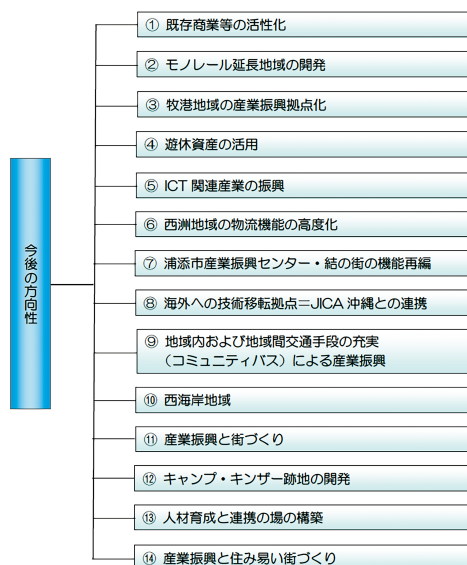 今後の方向性
① 既存商業等の活性化
② モノレール延長地域の開発
③ 牧港地域の産業振興拠点化
④ 遊休資産の活用
⑤ ICT 関連産業の振興
⑥ 西洲地域の物流機能の高度化
⑦ 浦添市産業振興センター・結の街の機能再編
⑧ 海外への技術移転拠点=JICA 沖縄との連携
⑨ 地域内および地域間交通手段の充実
（コミュニティバス）による産業振興
⑩ 西海岸地域
⑪ 産業振興と街づくり
⑫ キャンプ・キンザー跡地の開発
⑬ 人材育成と連携の場の構築
⑭ 産業振興と住み易い街づくり